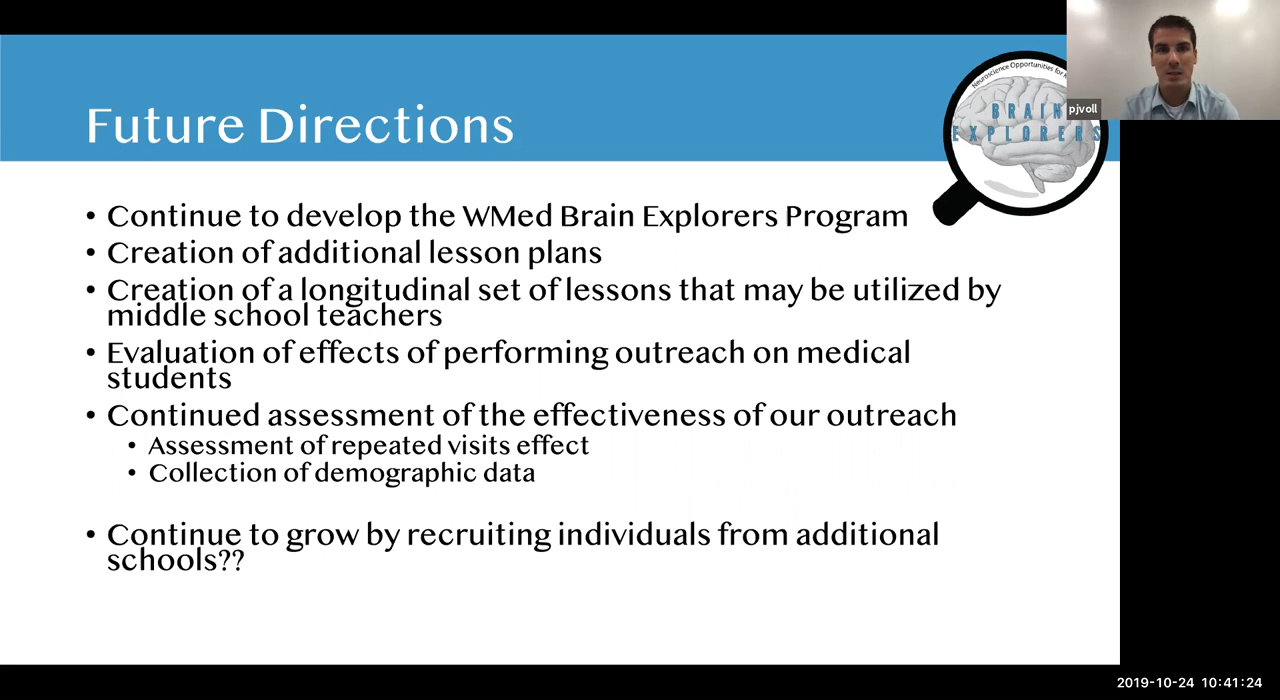 Future Directions
Neuroscience Opportunities for
BRAIN
EXPLORERS
pjvoll
• Continue to develop the WMed Brain Explorers Program
• Creation of additional lesson plans
• Creation of a longitudinal set of lessons that may be utilized by
middle school teachers
• Evaluation of effects of performing outreach on medical
students
• Continued assessment of the effectiveness of our outreach
• Assessment of repeated visits effect
• Collection of demographic data
• Continue to grow by recruiting individuals from additional
schools??
2019-10-24 10:41:24